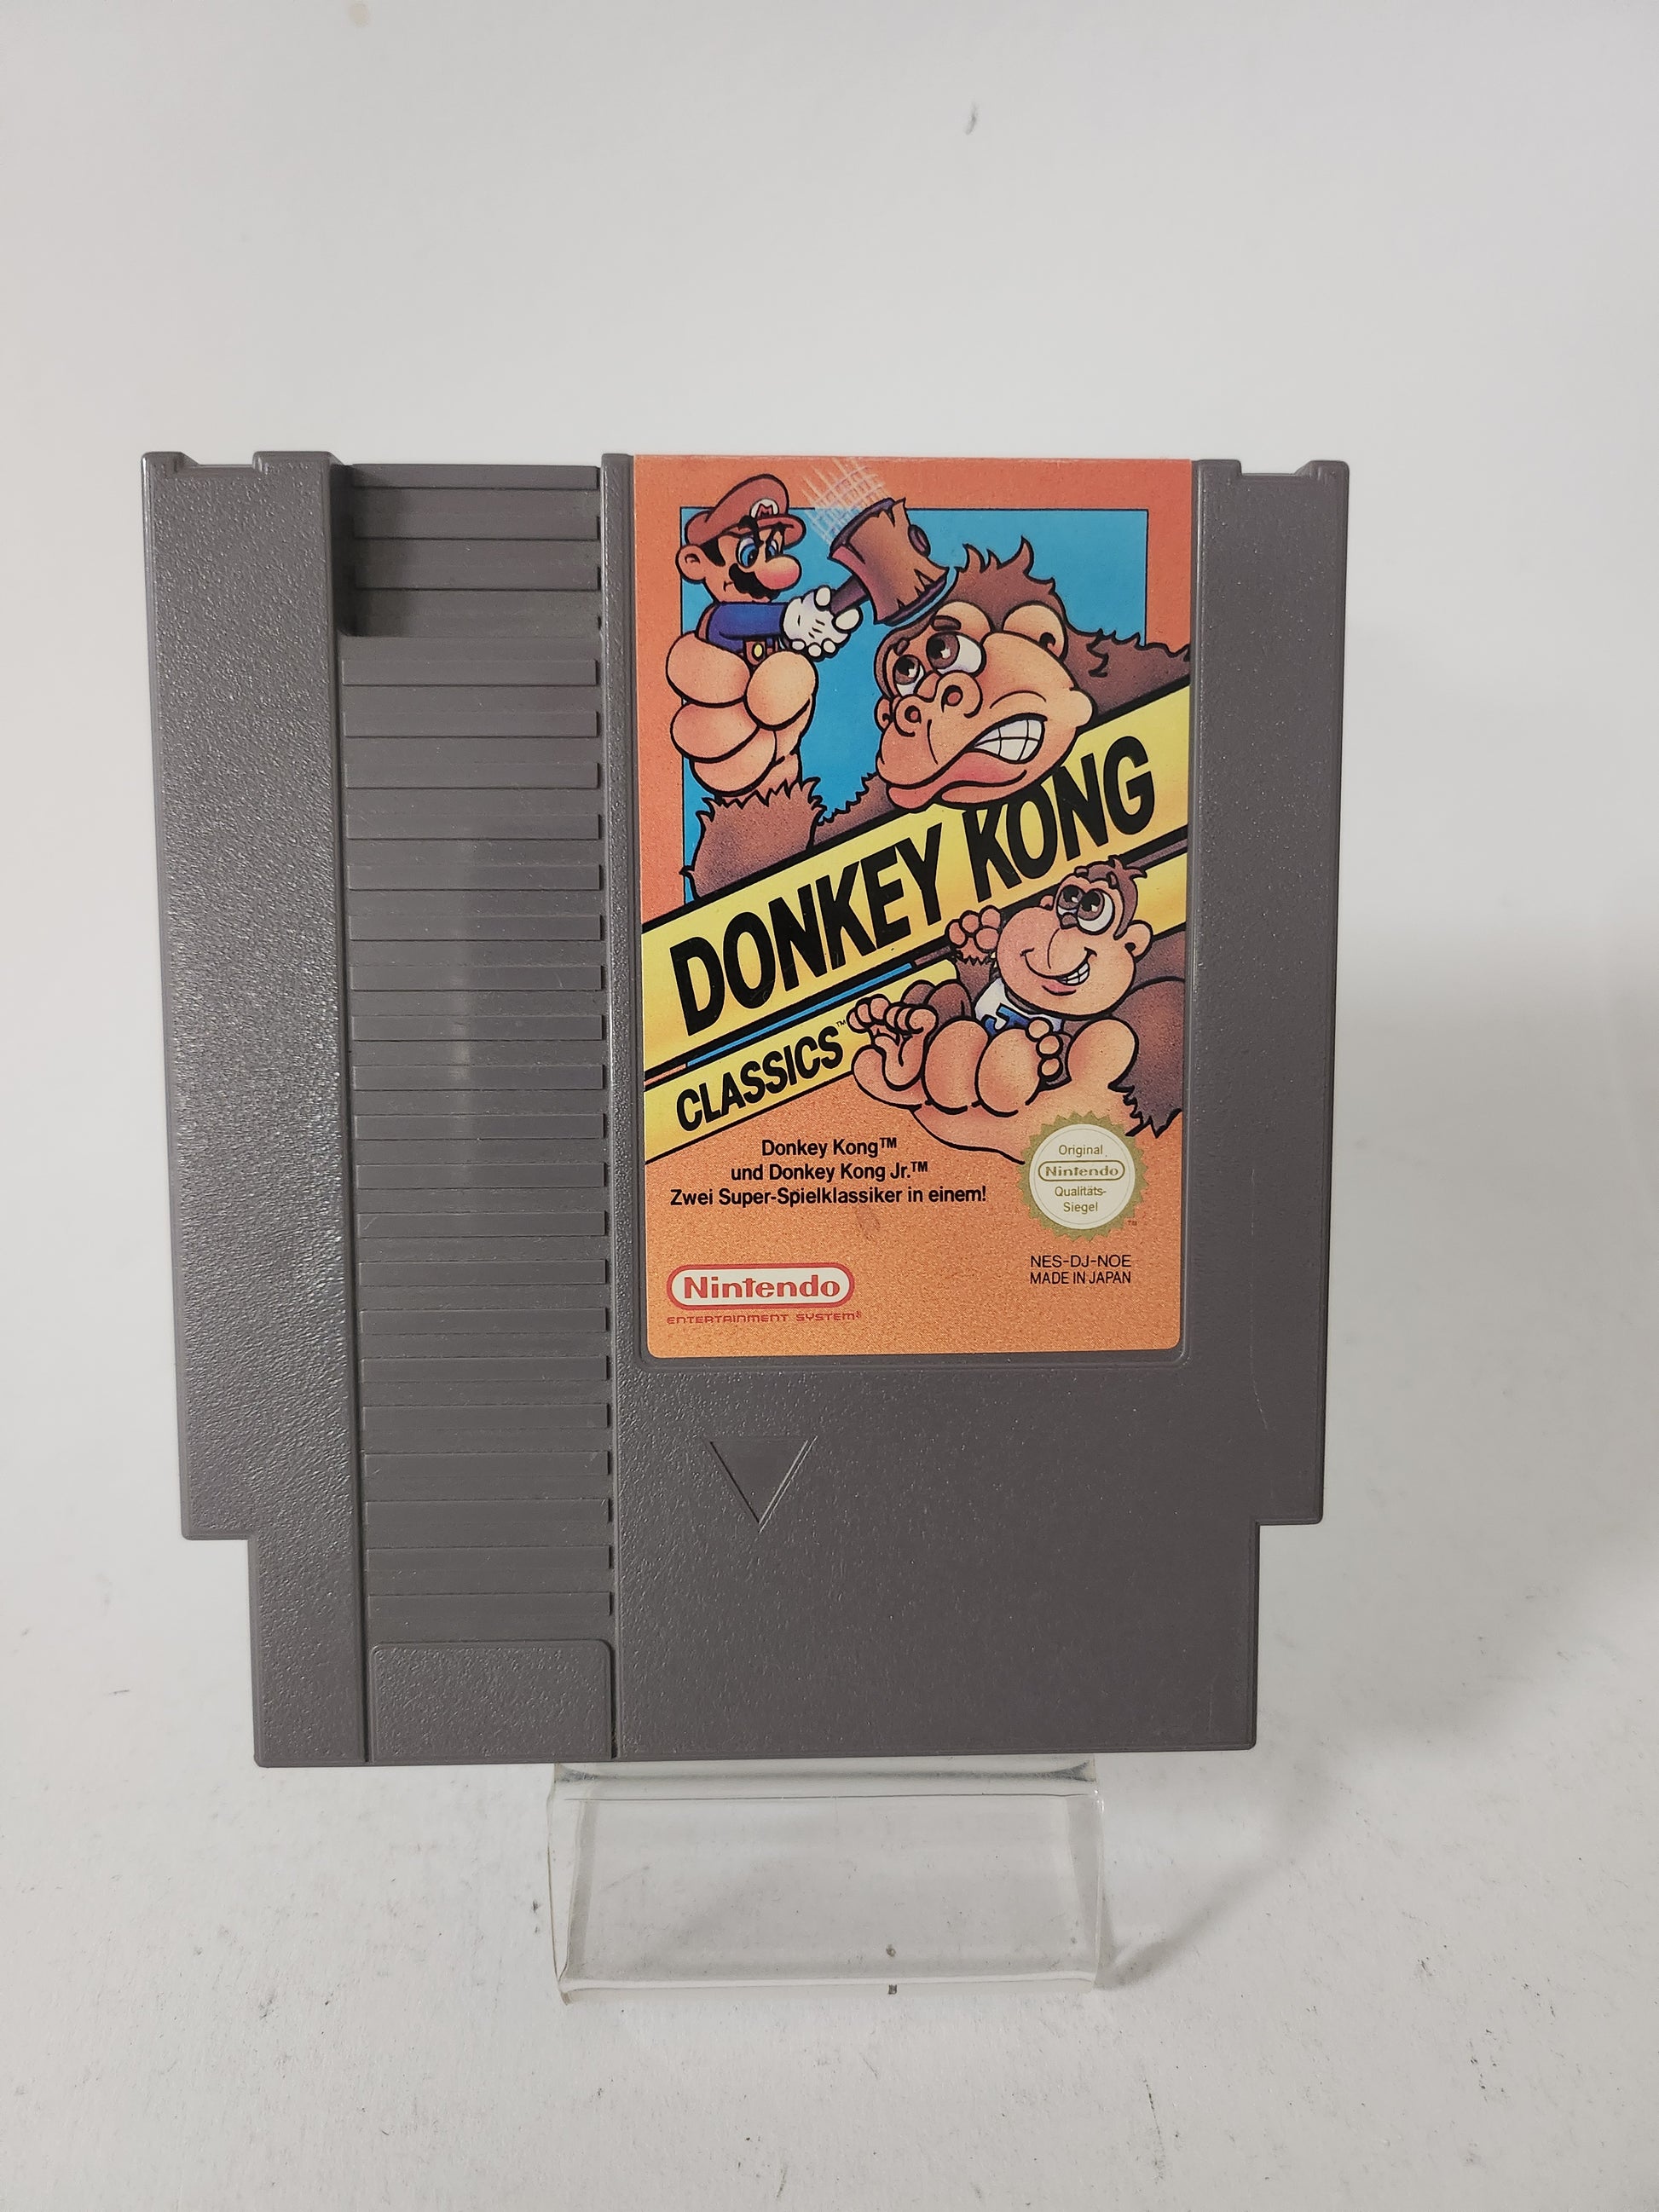 M
DONKEY KONG
J
CLASSICS™
Donkey Kong™
und Donkey Kong Jr.™
Zwei Super-Spielklassiker in einem!
Original
Nintendo
Qualitäts-
Siegel
™
NES-DJ-NOE
MADE IN JAPAN
Nintendo
ENTERTAINMENT SYSTEM®